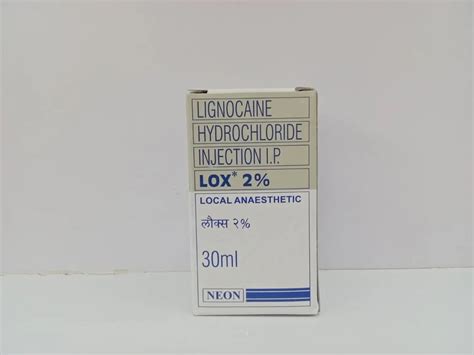 LIGNOCAINE
HYDROCHLORIDE
INJECTION I.P.
LOX* 2%
LOCAL ANAESTHETIC
लौक्स २%
30ml
NEON